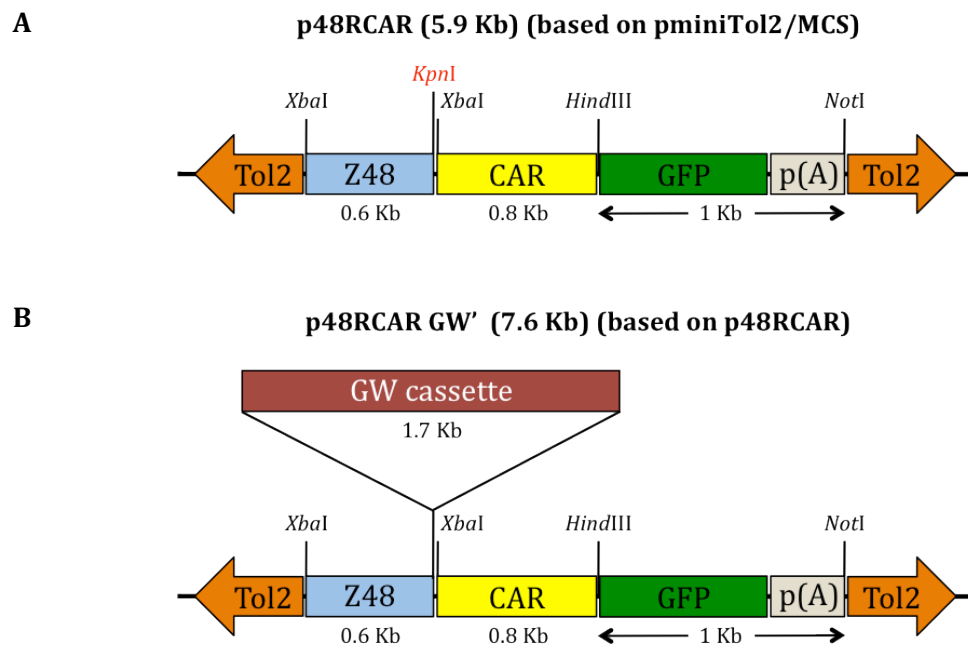 A
p48RCAR (5.9 Kb) (based on pminiTol2/MCS)
KpnI
XbaI XbaI HindIII NotI
Tol2 Z48 CAR GFP p(A) Tol2
0.6 Kb 0.8 Kb 1 Kb
B
p48RCAR GW’ (7.6 Kb) (based on p48RCAR)
GW cassette
1.7 Kb
XbaI XbaI HindIII NotI
Tol2 Z48 CAR GFP p(A) Tol2
0.6 Kb 0.8 Kb 1 Kb